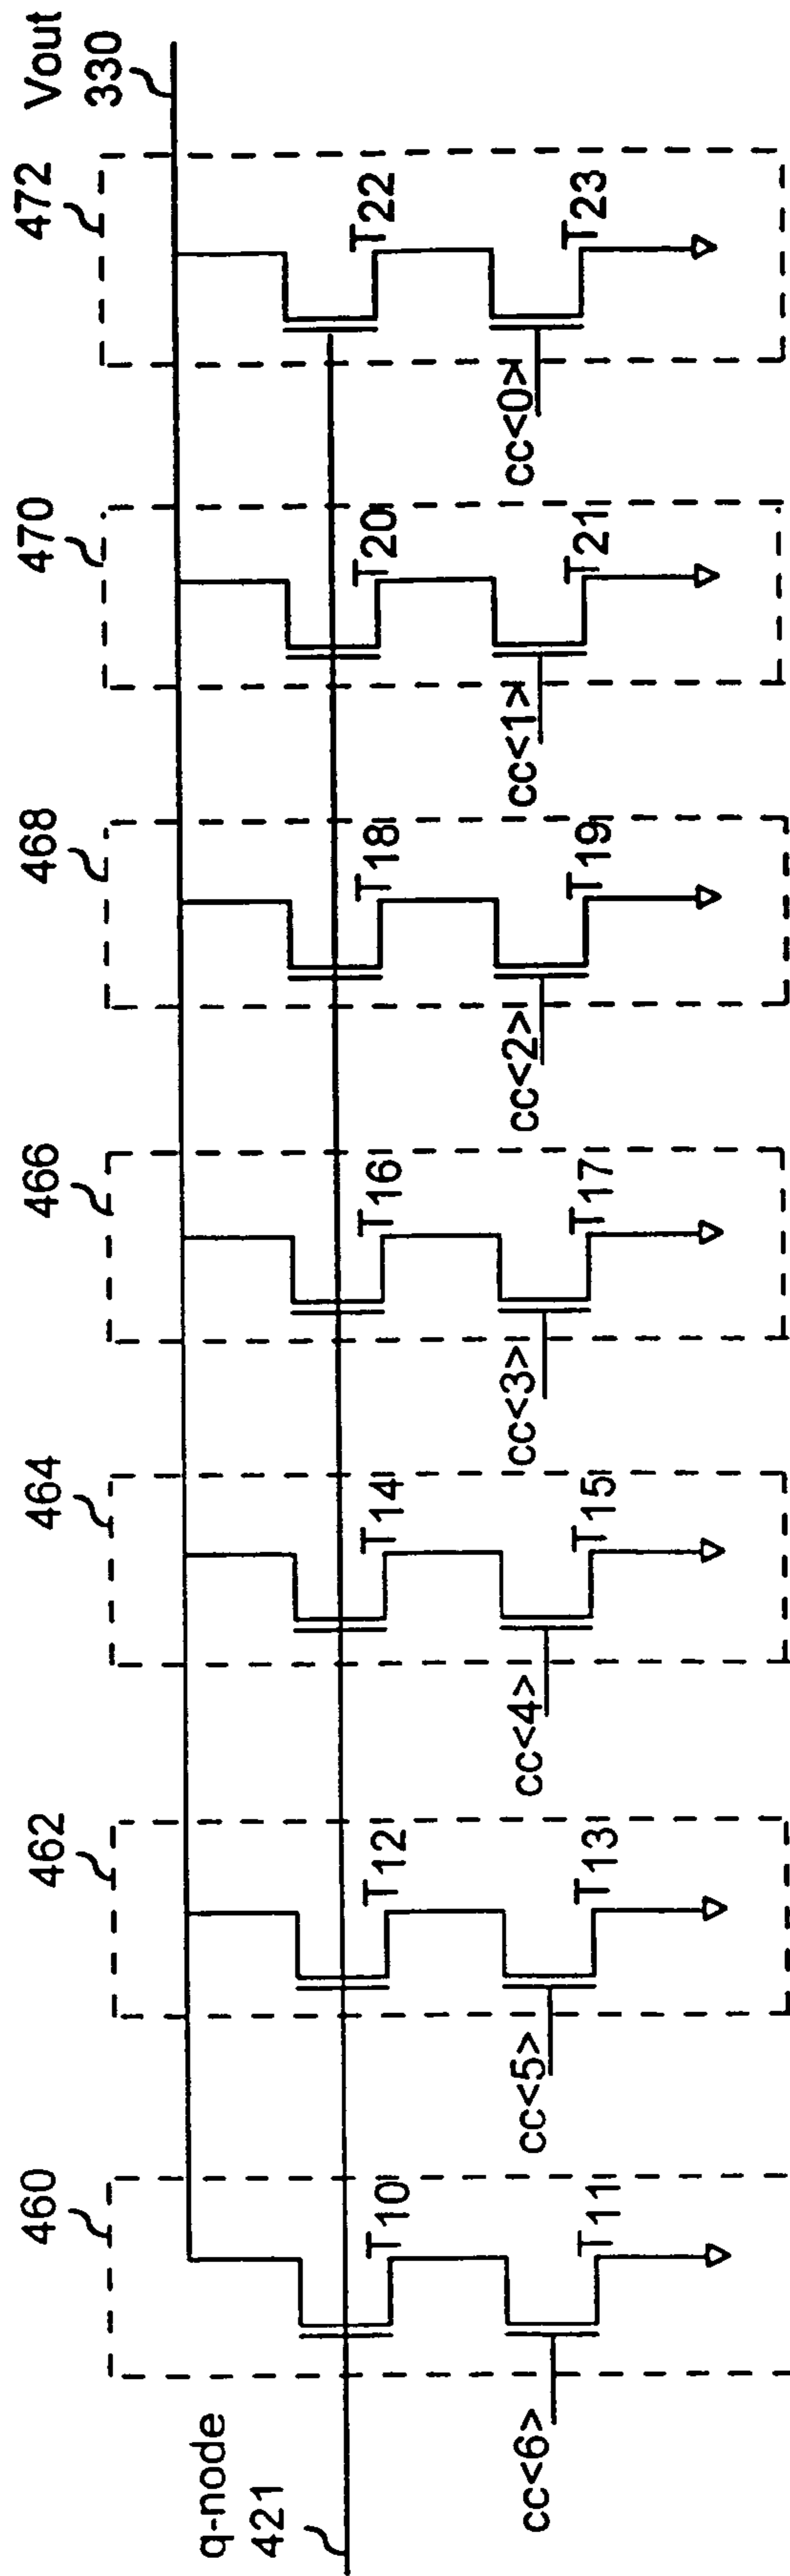 Vout
330
460
462
464
466
468
470
472
q-node
421
T10
T12
T14
T16
T18
T20
T22
cc<6>
T11
cc<5>
T13
cc<4>
T15
cc<3>
T17
cc<2>
T19
cc<1>
T21
cc<0>
T23